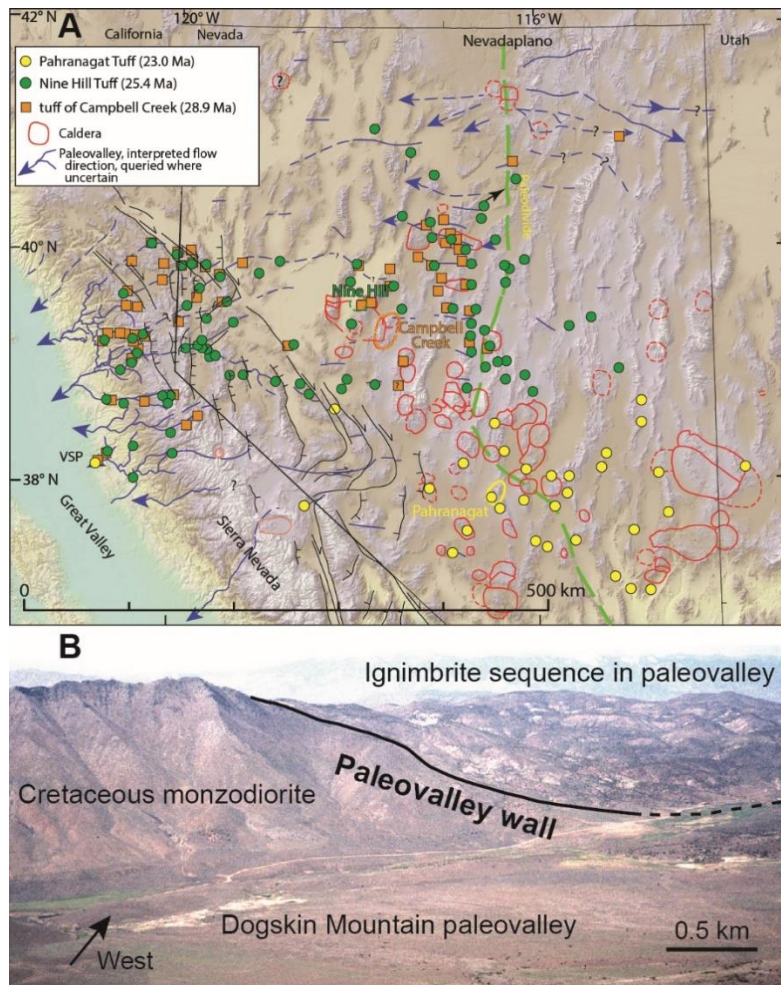 42° N
120° W
116° W
A
California
Nevada
Nevadaplano
Utah
Pahranagat Tuff (23.0 Ma)
Nine Hill Tuff (25.4 Ma)
tuff of Campbell Creek (28.9 Ma)
Caldera
Paleovalley, interpreted flow
direction, queried where
uncertain
?
?
?
?
?
Paleodivide
40° N
Nine Hill
Campbell
Creek
?
VSP
38° N
?
Pahranagat
Great Valley
Sierra Nevada
0
500 km
B
Ignimbrite sequence in paleovalley
Cretaceous monzodiorite
Paleovalley wall
Dogskin Mountain paleovalley
0.5 km
West